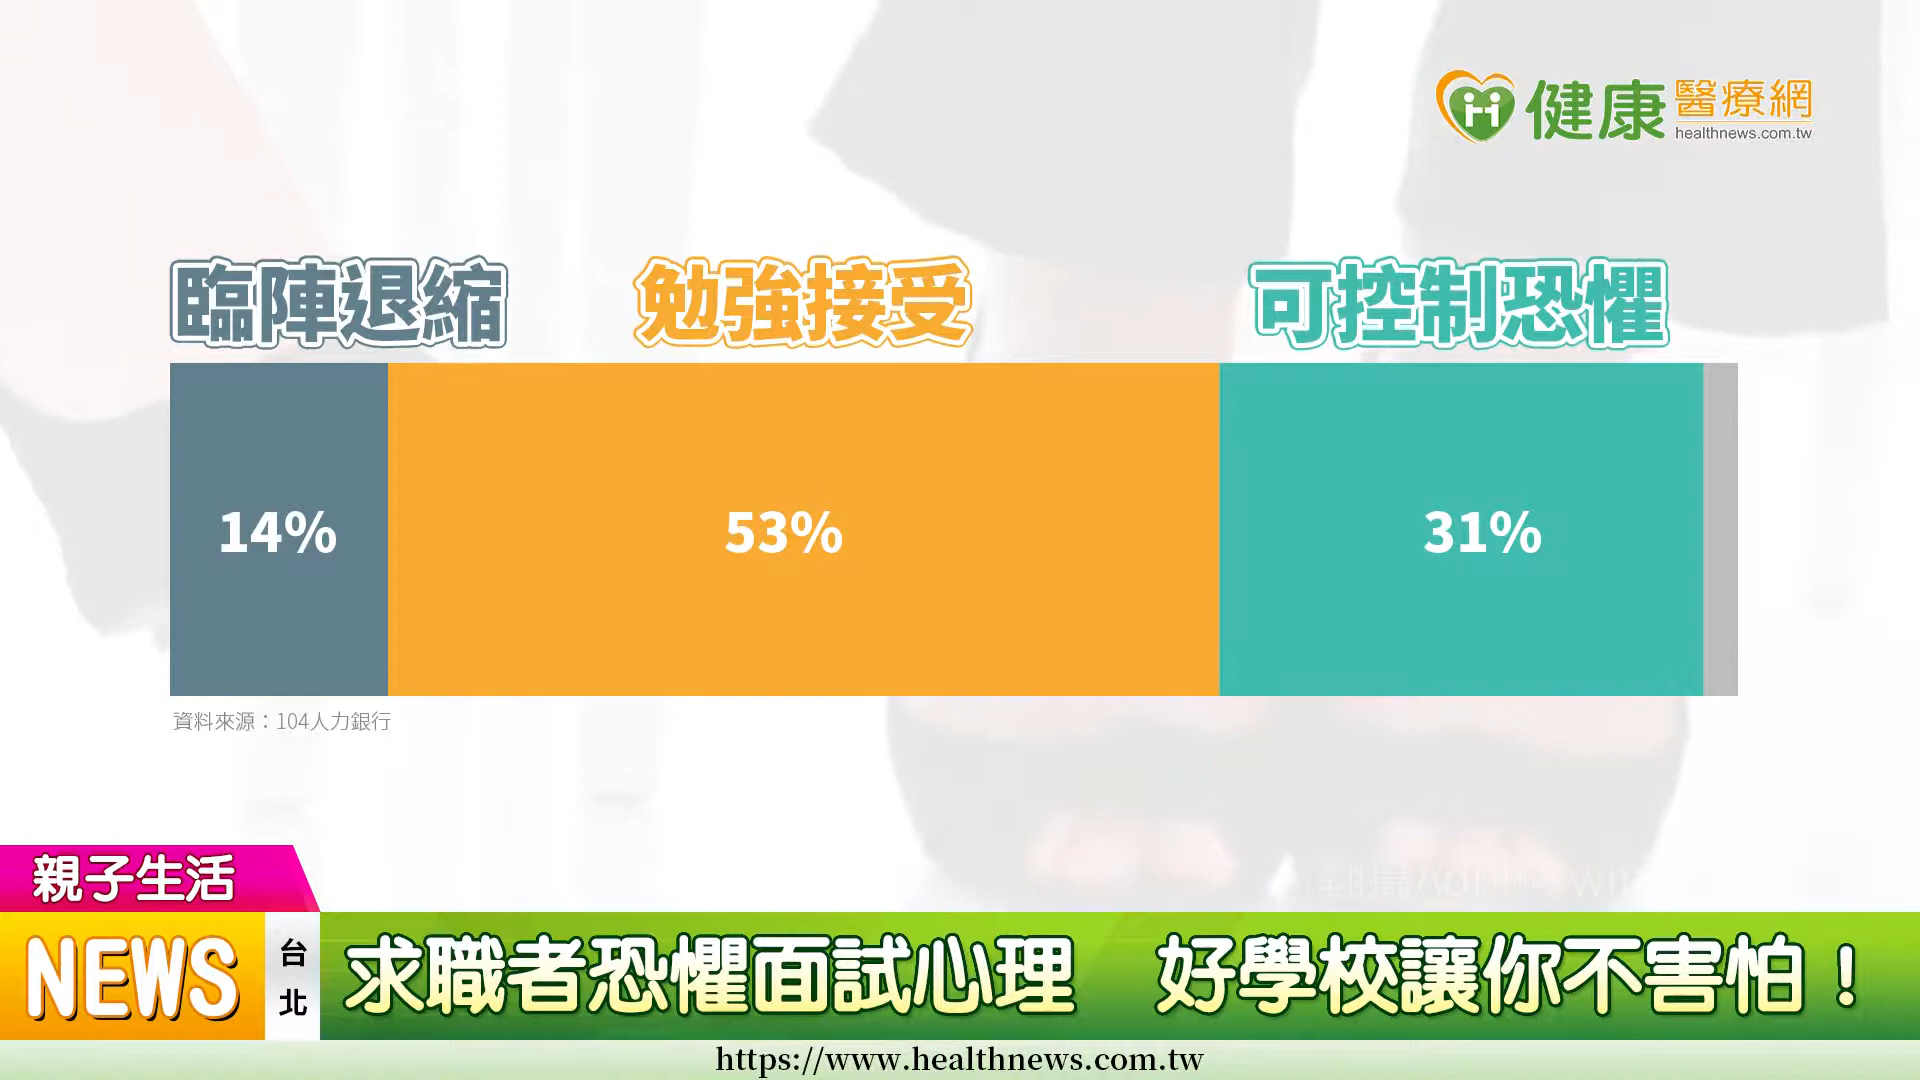 健康醫療網
healthnews.com.tw
臨陣退縮
勉強接受
可控制恐懼
14%
53%
31%
資料來源：104人力銀行
親子生活
NEWS
台北
求職者恐懼面試心理　好學校讓你不害怕！
https://www.healthnews.com.tw